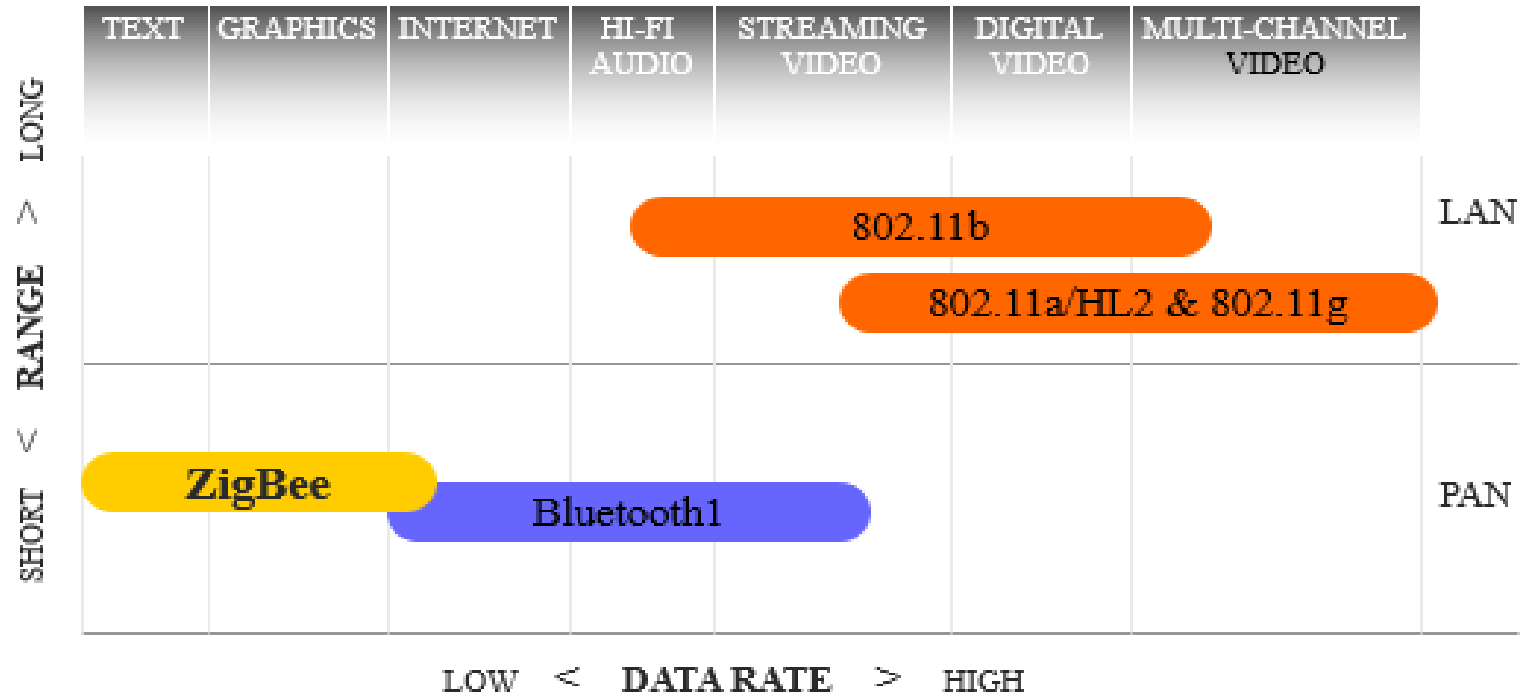 TEXT
GRAPHICS
INTERNET
HI-FI
AUDIO
STREAMING
VIDEO
DIGITAL
VIDEO
MULTI-CHANNEL
VIDEO
SHORT < RANGE > LONG
802.11b
LAN
802.11a/HL2 & 802.11g
ZigBee
Bluetooth1
PAN
LOW < DATA RATE > HIGH